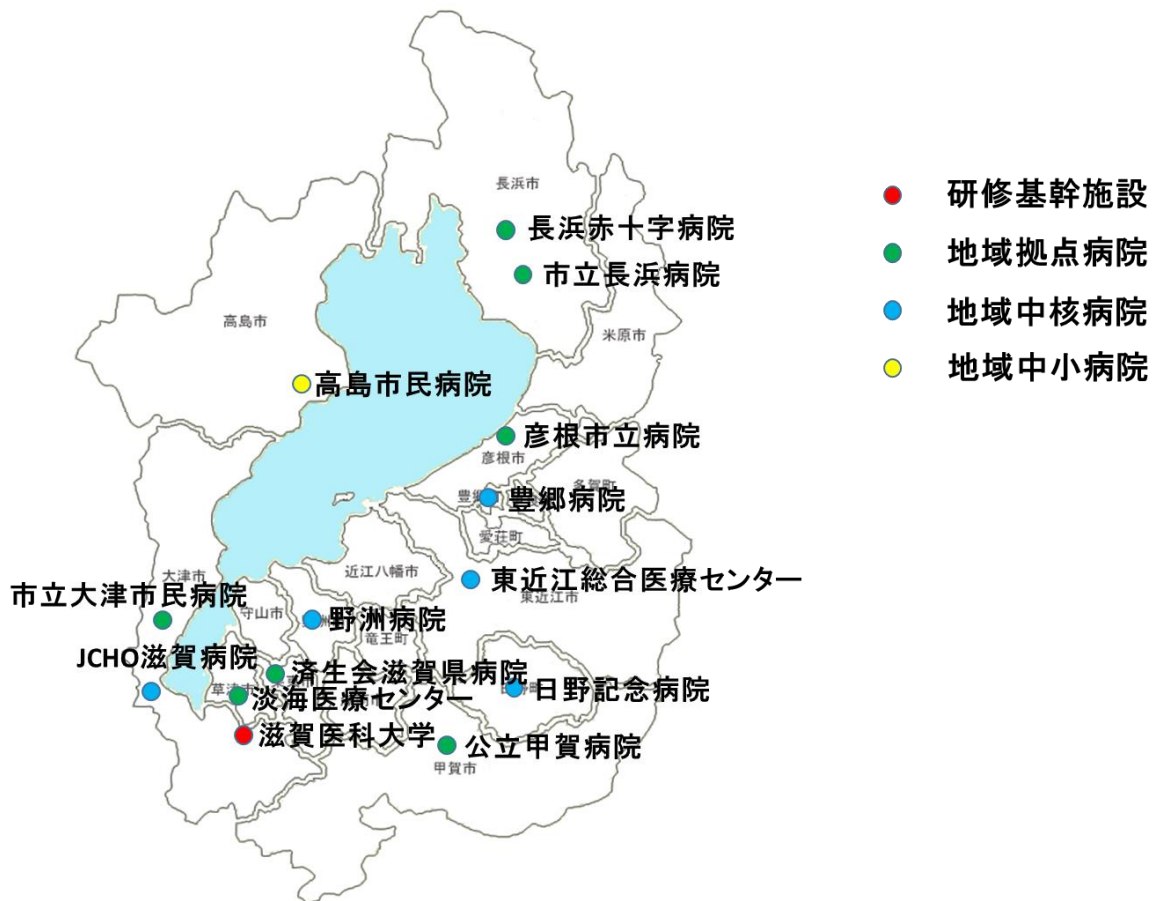 長浜市
長浜赤十字病院
市立長浜病院
高島市
米原市
高島市民病院
彦根市立病院
彦根市
豊郷病院
多賀町
愛荘町
近江八幡市
東近江総合医療センター
東近江市
大津市
市立大津市民病院
守山市
野洲病院
竜王町
JCHO滋賀病院
済生会滋賀県病院
草津市
淡海医療センター
日野記念病院
滋賀医科大学
公立甲賀病院
甲賀市
研修基幹施設
地域拠点病院
地域中核病院
地域中小病院